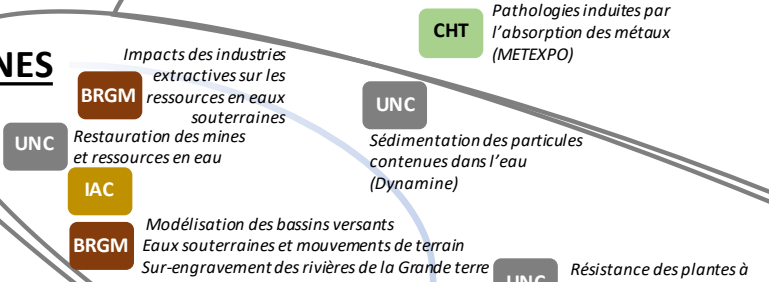 Pathologies induites par
CHT
l'absorption des métaux
(METEXPO)
NES
Impacts des industries
extractives sur les
BRGM
ressources en eaux
souterraines
UNC
UNC
Restauration des mines
et ressources en eau
Sédimentation des particules
contenues dans l'eau
(Dynamine)
IAC
BRGM
Modélisation des bassins versants
Eaux souterraines et mouvements de terrain
Sur-engravement des rivières de la Grande terre
UNC
Résistance des plantes à